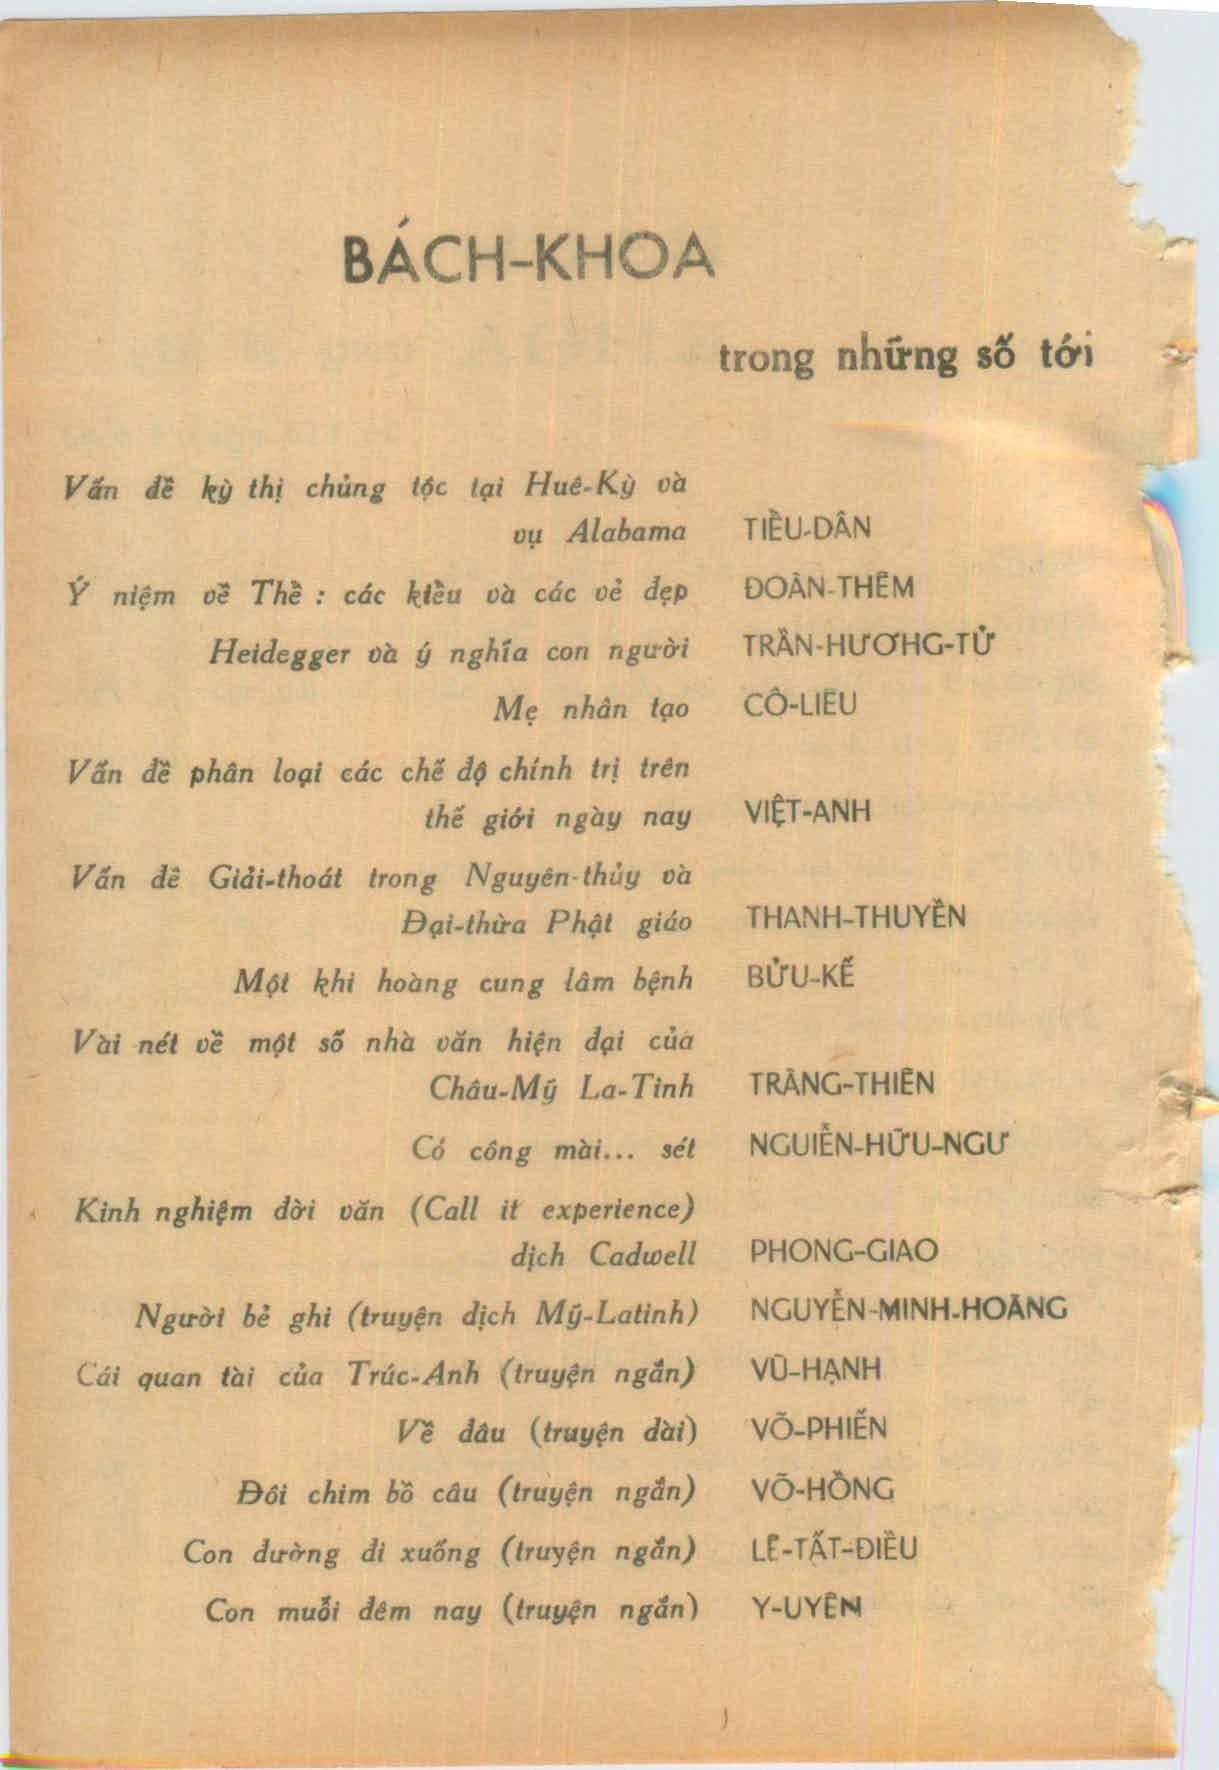 BÁCH-KHOA
trong những số tới
Vấn đề kỳ thị chủng tộc tại Huê-Kỳ và
vụ Alabama TIỂU-DÂN
Ý niệm về Thể : các kiểu và các vẻ đẹp ĐOÀN-THÊM
Heidegger và ý nghĩa con người TRẦN-HƯƠHG-TỬ
Mẹ nhân tạo CÔ-LIÊU
Vấn đề phân loại các chế độ chính trị trên
thế giới ngày nay VIỆT-ANH
Vấn đề Giải-thoát trong Nguyên-thủy và
Đại-thừa Phật giáo THANH-THUYỀN
Một khi hoàng cung lâm bệnh BỬU-KẾ
Vài nét về một số nhà văn hiện đại của
Châu-Mỹ La-Tinh TRÀNG-THIÊN
Có công mài... sét NGUIỄN-HỮU-NGƯ
Kinh nghiệm đời văn (Call it experience)
dịch Cadwell PHONG-GIAO
Người bẻ ghi (truyện dịch Mỹ-Latinh) NGUYỄN-MINH-HOÀNG
Cái quan tài của Trúc-Anh (truyện ngắn) VŨ-HẠNH
Về đâu (truyện dài) VÕ-PHIẾN
Đôi chim bồ câu (truyện ngắn) VÕ-HỒNG
Con đường đi xuống (truyện ngắn) LÊ-TẤT-ĐIỀU
Con muỗi đêm nay (truyện ngắn) Y-UYÊN